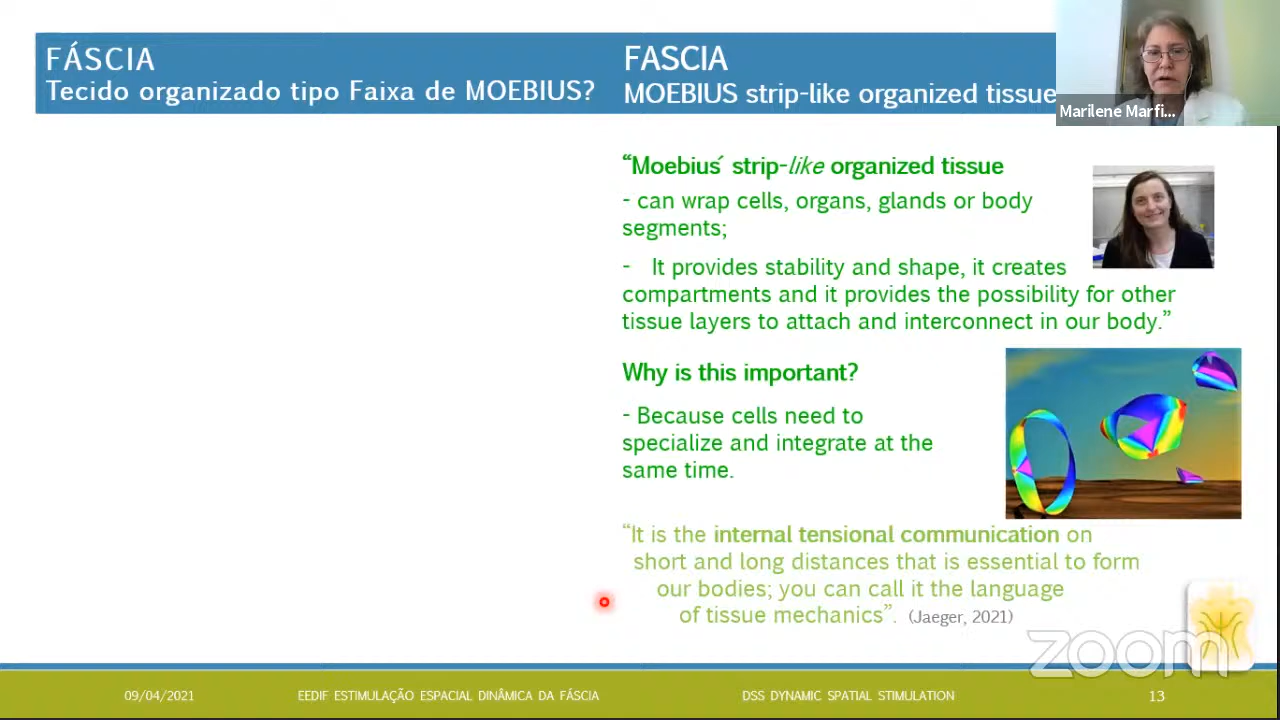 FÁSCIA
Tecido organizado tipo Faixa de MOEBIUS?
FASCIA
MOEBIUS strip-like organized tissue
Marilene Marfi...
“Moebius´ strip-like organized tissue
- can wrap cells, organs, glands or body
segments;
- It provides stability and shape, it creates
compartments and it provides the possibility for other
tissue layers to attach and interconnect in our body.”
Why is this important?
- Because cells need to
specialize and integrate at the
same time.
“It is the internal tensional communication on
short and long distances that is essential to form
our bodies; you can call it the language
of tissue mechanics”. (Jaeger, 2021)
zoom
09/04/2021
EEDIF ESTIMULAÇÃO ESPACIAL DINÂMICA DA FÁSCIA
DSS DYNAMIC SPATIAL STIMULATION
13